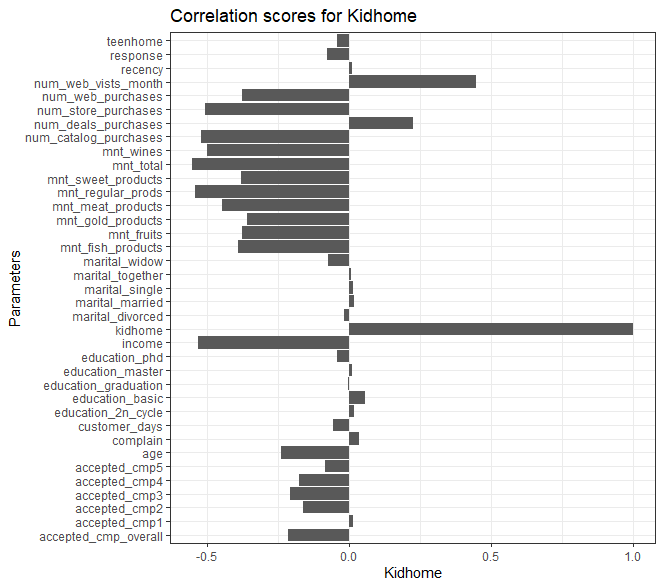 Correlation scores for Kidhome
teenhome
response
recency
num_web_vists_month
num_web_purchases
num_store_purchases
num_deals_purchases
num_catalog_purchases
mnt_wines
mnt_total
mnt_sweet_products
mnt_regular_prods
mnt_meat_products
mnt_gold_products
mnt_fruits
mnt_fish_products
marital_widow
marital_together
marital_single
marital_married
marital_divorced
kidhome
income
education_phd
education_master
education_graduation
education_basic
education_2n_cycle
customer_days
complain
age
accepted_cmp5
accepted_cmp4
accepted_cmp3
accepted_cmp2
accepted_cmp1
accepted_cmp_overall
Parameters
-0.5 0.0 0.5 1.0
Kidhome